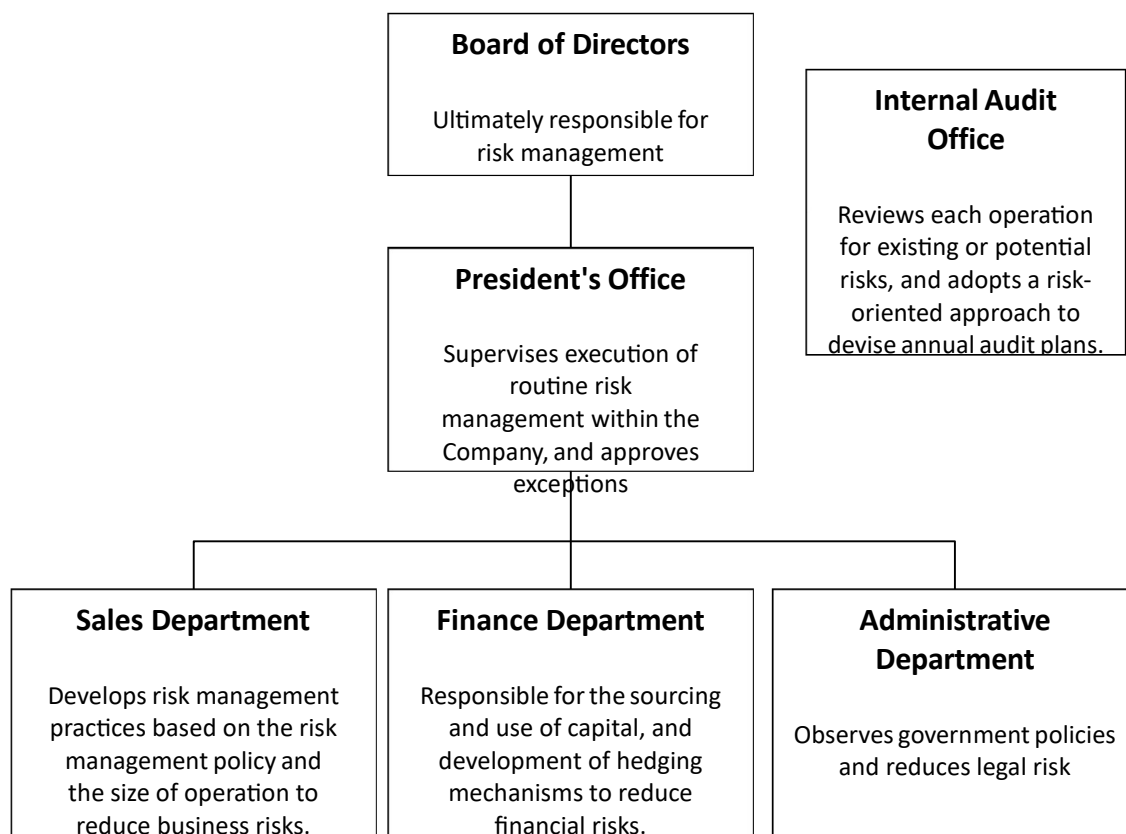 Board of Directors
Ultimately responsible for
risk management
Internal Audit
Office
Reviews each operation
for existing or potential
risks, and adopts a risk-
oriented approach to
devise annual audit plans.
President's Office
Supervises execution of
routine risk
management within the
Company, and approves
exceptions
Sales Department
Develops risk management
practices based on the risk
management policy and
the size of operation to
reduce business risks.
Finance Department
Responsible for the sourcing
and use of capital, and
development of hedging
mechanisms to reduce
financial risks.
Administrative
Department
Observes government policies
and reduces legal risk